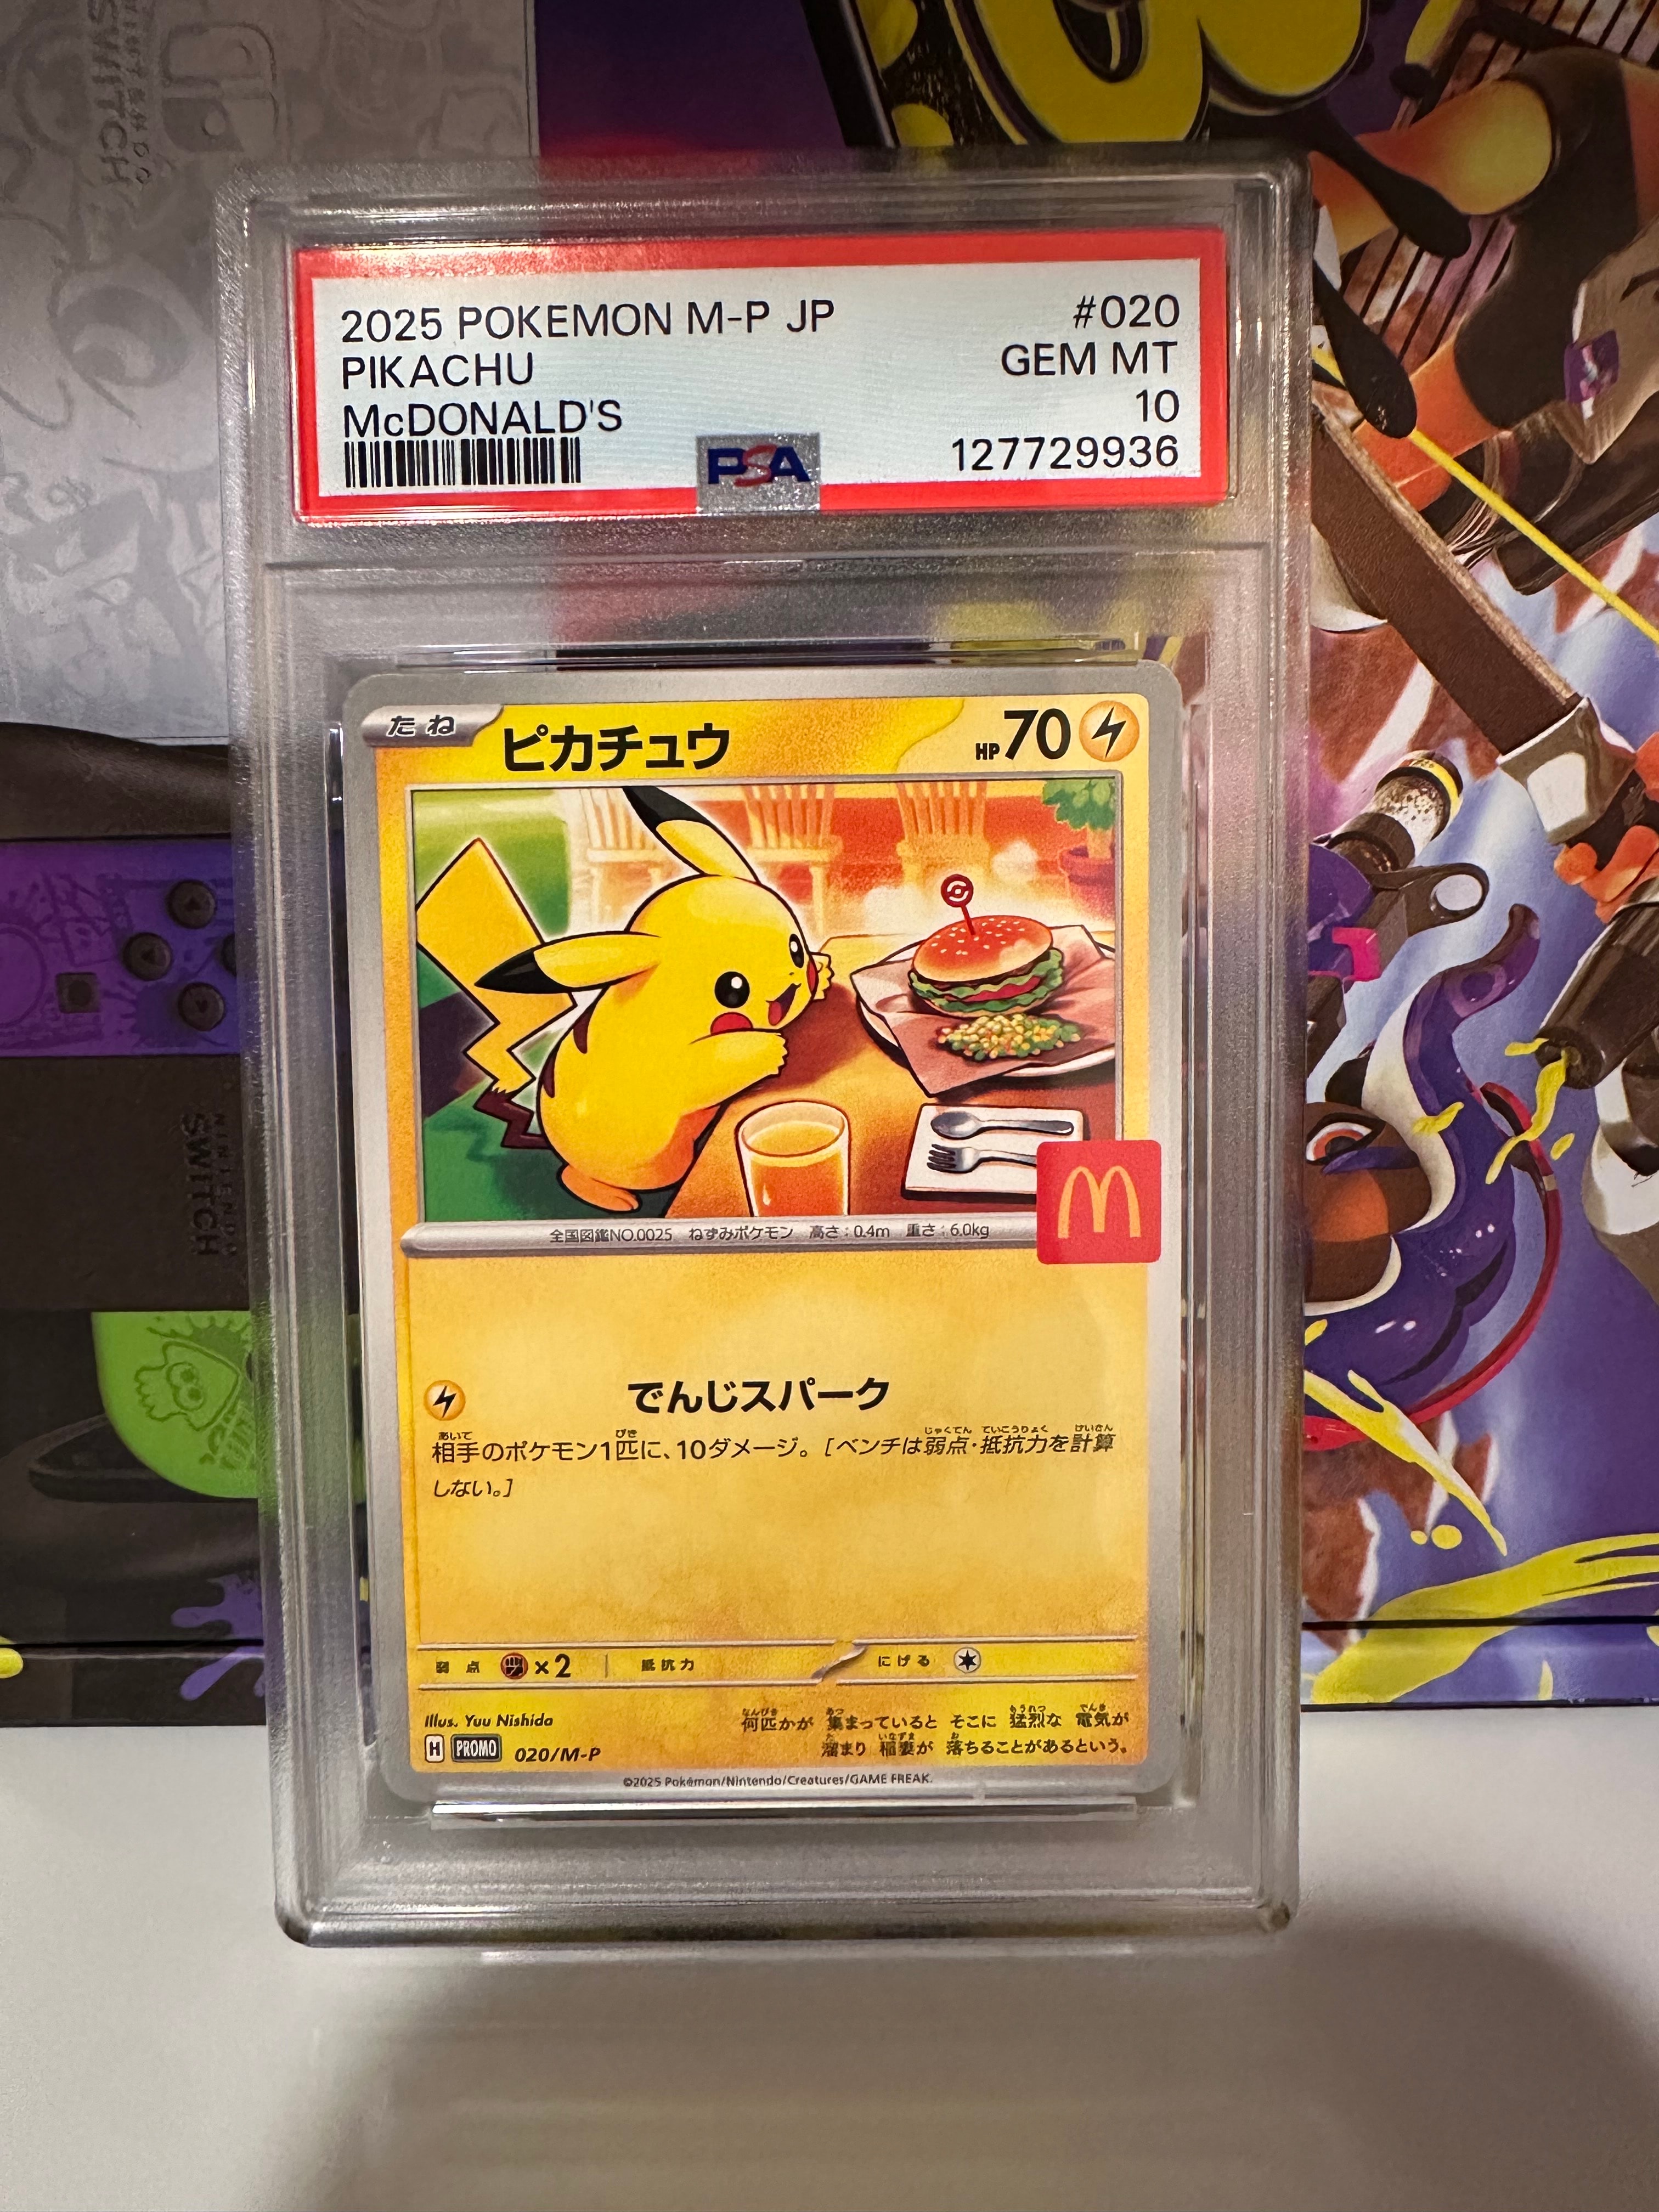 2025 POKEMON M-P JP
#020
PIKACHU
GEM MT
McDONALD'S
10
PSA
127729936
たね
ピカチュウ
HP70
全国図鑑NO.0025 ねずみポケモン 高さ:0.4m 重さ:6.0kg
でんじスパーク
相手のポケモン1匹に、10ダメージ。[ベンチは弱点・抵抗力を計算
しない。]
弱点 ×2 抵抗力 にげる
Illus. Yuu Nishida
何匹かが 集まっていると そこに 猛烈な 電気が
溜まり 稲妻が 落ちることがあるという。
H PROMO 020/M-P
©2025 Pokémon/Nintendo/Creatures/GAME FREAK.
NINTENDO
SWITCH